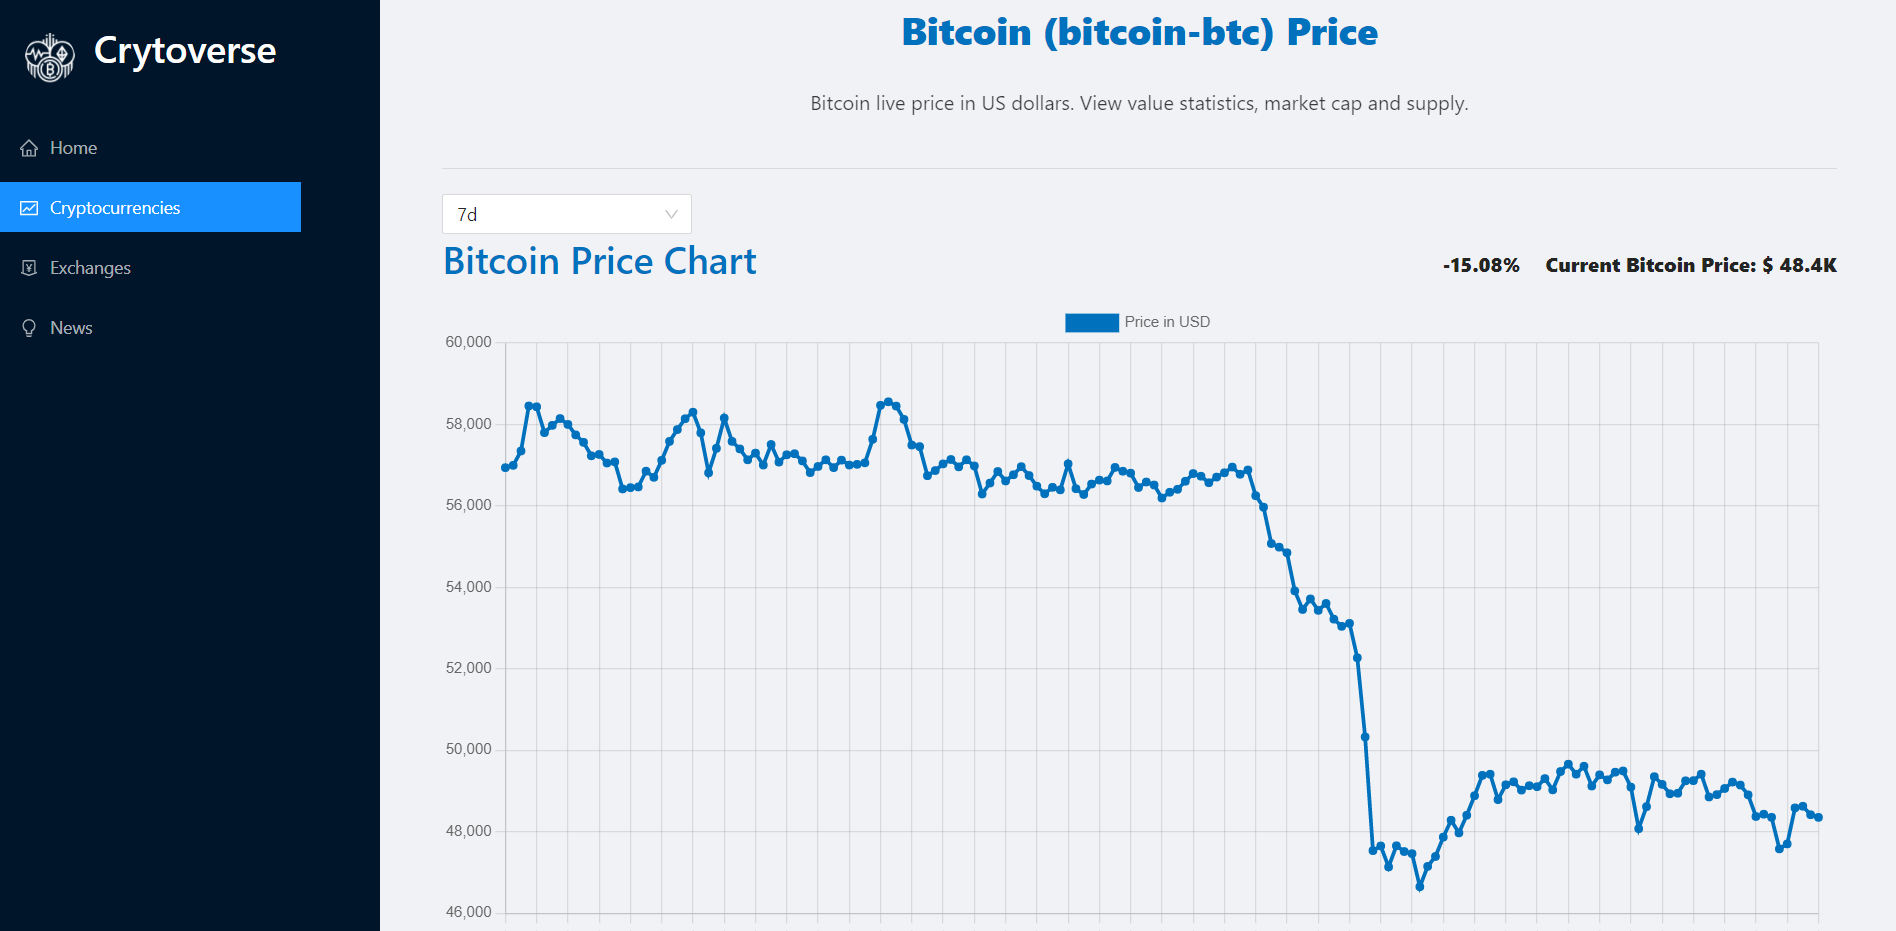 Crytoverse
Home
Cryptocurrencies
Exchanges
News
Bitcoin (bitcoin-btc) Price
Bitcoin live price in US dollars. View value statistics, market cap and supply.
7d
Bitcoin Price Chart
-15.08% Current Bitcoin Price: $ 48.4K
Price in USD
60,000
58,000
56,000
54,000
52,000
50,000
48,000
46,000